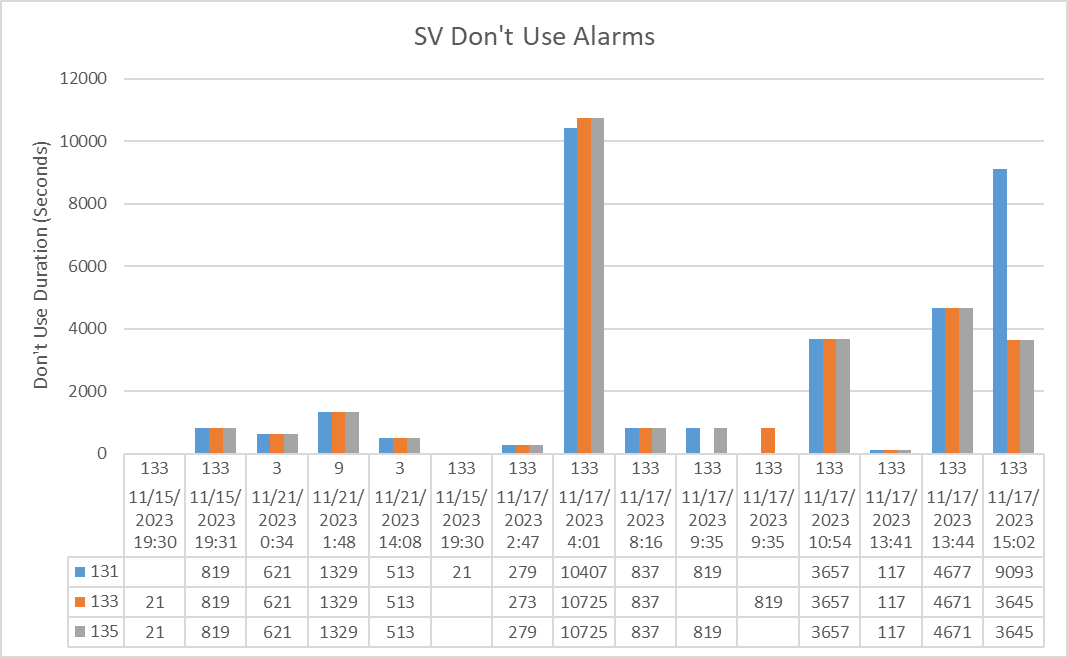 SV Don't Use Alarms
12000
10000
8000
6000
4000
2000
0
Don't Use Duration (Seconds)
133 133 3 9 3 133 133 133 133 133 133 133 133 133 133
11/15/ 11/15/ 11/21/ 11/21/ 11/21/ 11/15/ 11/17/ 11/17/ 11/17/ 11/17/ 11/17/ 11/17/ 11/17/ 11/17/ 11/17/
2023 2023 2023 2023 2023 2023 2023 2023 2023 2023 2023 2023 2023 2023 2023
19:30 19:31 0:34 1:48 14:08 19:30 2:47 4:01 8:16 9:35 9:35 10:54 13:41 13:44 15:02
131 819 621 1329 513 21 279 10407 837 819 3657 117 4677 9093
133 21 819 621 1329 513 273 10725 837 819 3657 117 4671 3645
135 21 819 621 1329 513 279 10725 837 819 3657 117 4671 3645